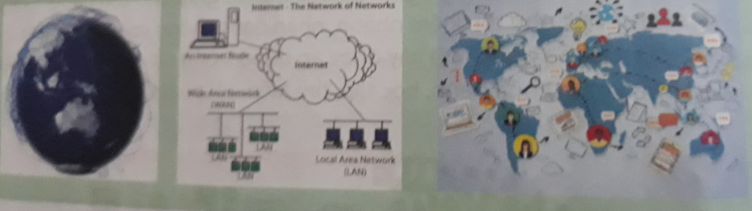 Internet - The Network of Networks
An Internet Node
Internet
Wide Area Network
(WAN)
LAN
LAN
LAN
Local Area Network
(LAN)